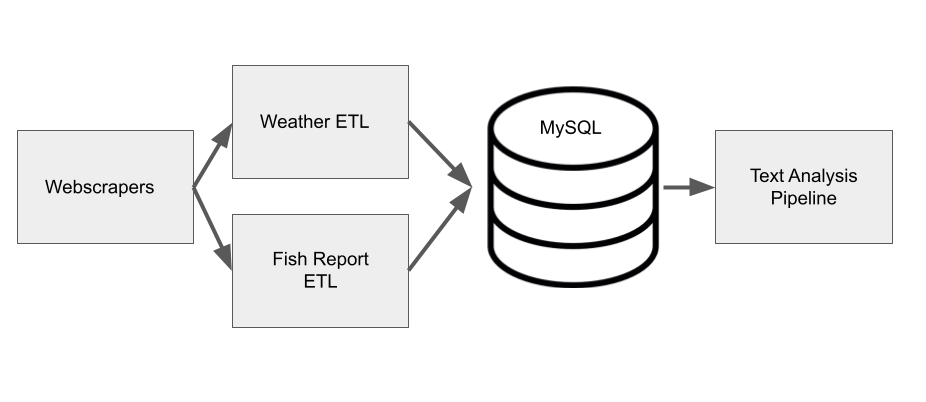 Webscrapers
Weather ETL
Fish Report
ETL
MySQL
Text Analysis
Pipeline